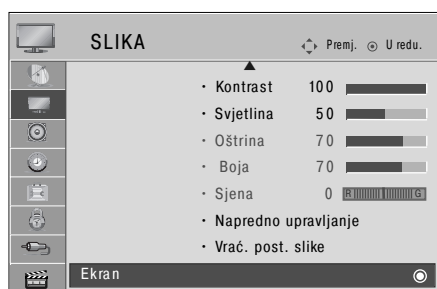 SLIKA Premj. U redu.
• Kontrast 100
• Svjetlina 50
• Oštrina 70
• Boja 70
• Sjena 0 R G
• Napredno upravljanje
• Vrać. post. slike
Ekran